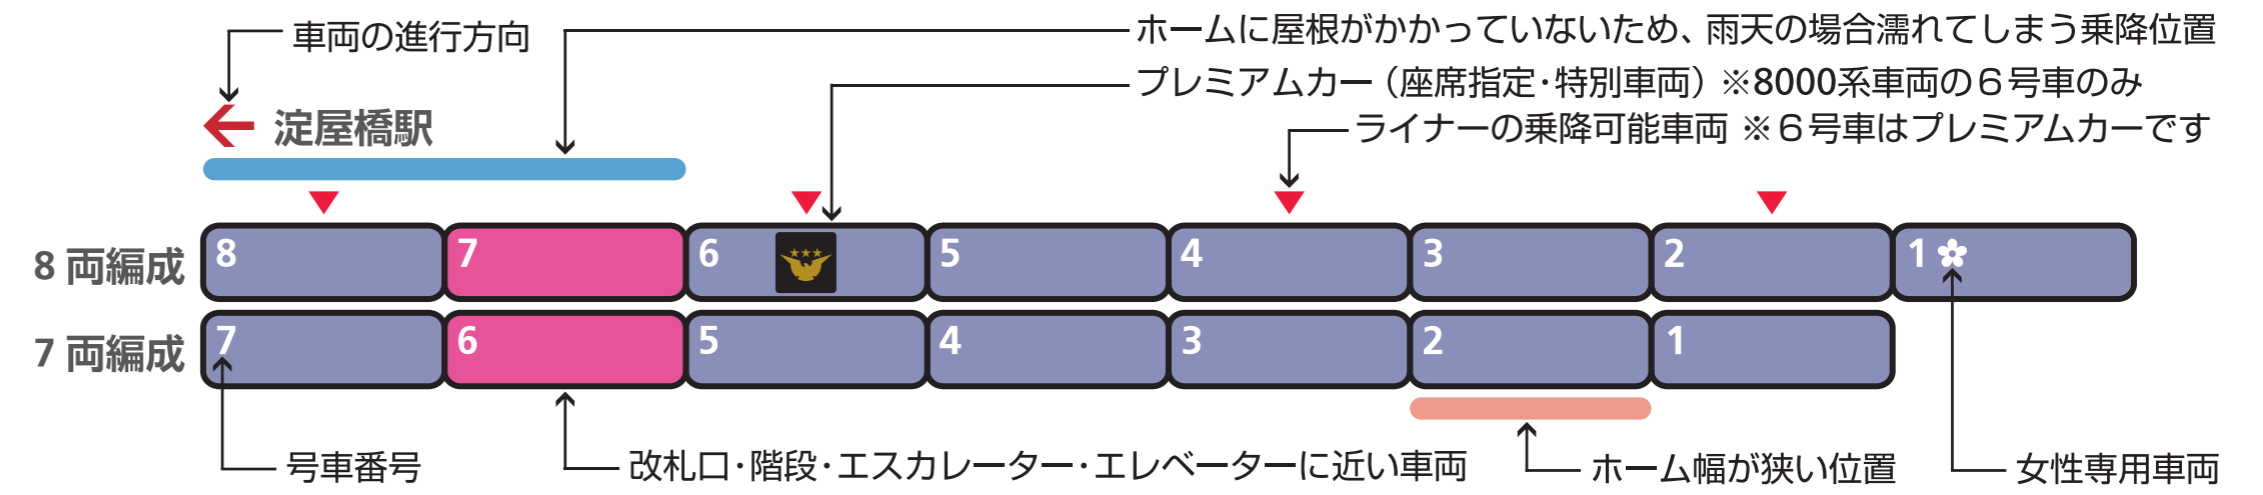 車両の進行方向
ホームに屋根がかかっていないため、雨天の場合濡れてしまう乗降位置
プレミアムカー（座席指定・特別車両）※8000系車両の６号車のみ
淀屋橋駅
ライナーの乗降可能車両 ※６号車はプレミアムカーです
8両編成
8 7 6 5 4 3 2 1
7両編成
7 6 5 4 3 2 1
号車番号
改札口・階段・エスカレーター・エレベーターに近い車両
ホーム幅が狭い位置
女性専用車両